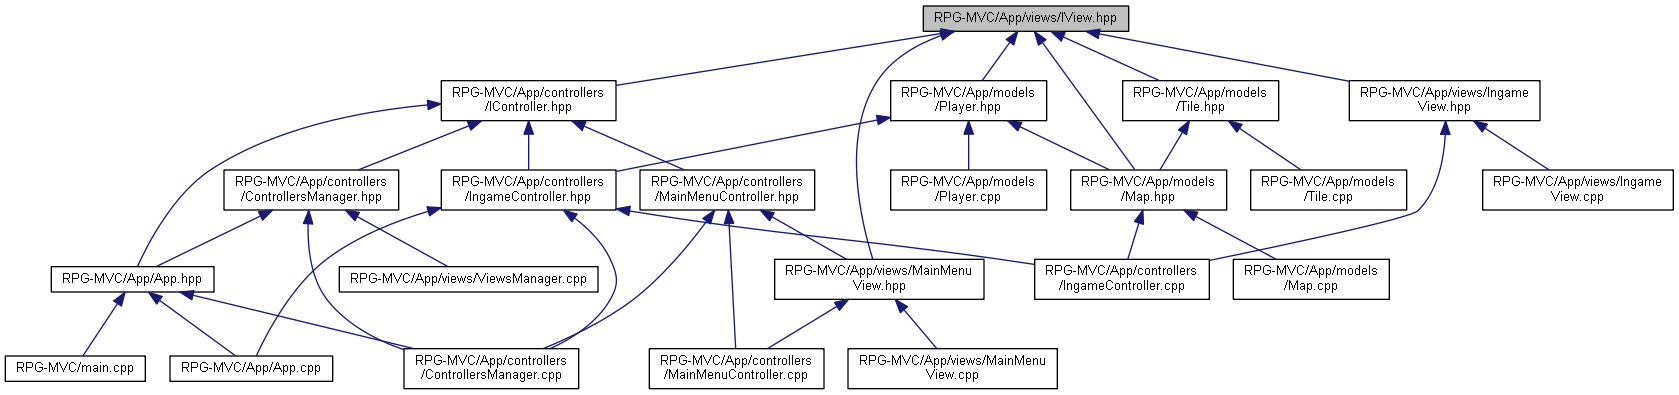 RPG-MVC/App/views/IView.hpp
RPG-MVC/App/controllers
/IController.hpp
RPG-MVC/App/models
/Player.hpp
RPG-MVC/App/models
/Tile.hpp
RPG-MVC/App/views/Ingame
View.hpp
RPG-MVC/App/controllers
/ControllersManager.hpp
RPG-MVC/App/controllers
/IngameController.hpp
RPG-MVC/App/controllers
/MainMenuController.hpp
RPG-MVC/App/models
/Player.cpp
RPG-MVC/App/models
/Map.hpp
RPG-MVC/App/models
/Tile.cpp
RPG-MVC/App/views/Ingame
View.cpp
RPG-MVC/App/App.hpp
RPG-MVC/App/views/ViewsManager.cpp
RPG-MVC/App/views/MainMenu
View.hpp
RPG-MVC/App/controllers
/IngameController.cpp
RPG-MVC/App/models
/Map.cpp
RPG-MVC/main.cpp
RPG-MVC/App/App.cpp
RPG-MVC/App/controllers
/ControllersManager.cpp
RPG-MVC/App/controllers
/MainMenuController.cpp
RPG-MVC/App/views/MainMenu
View.cpp